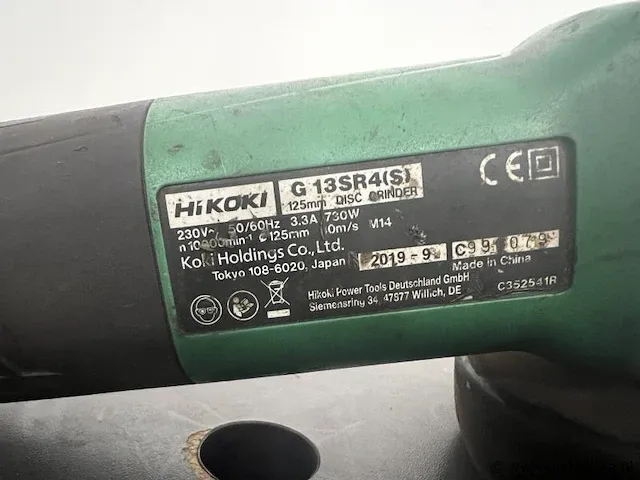 HiKOKI
G 13SR4(S)
125mm DISC GRINDER
230V~ 50/60Hz 3.3A 730W
125mm M14
Koki Holdings Co., Ltd.
Tokyo 108-6020, Japan
2019-9
Made in China
Hikoki Power Tools Deutschland GmbH
Siemensring 34, 47877 Willich, DE
C352541R
CE